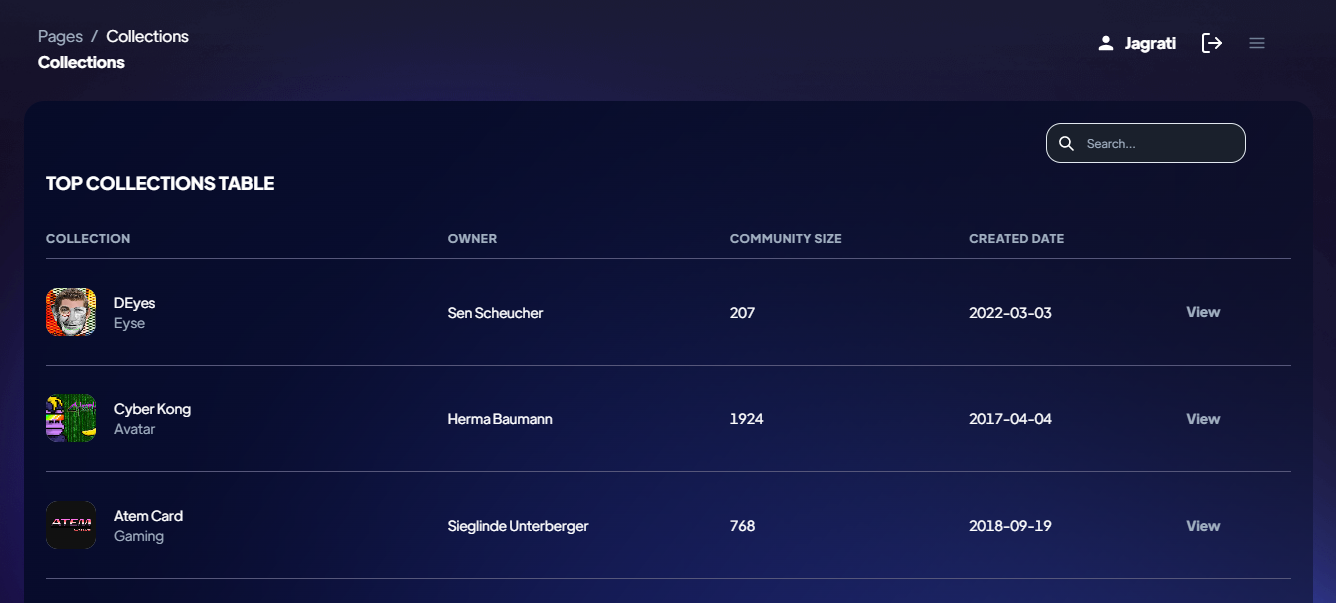 Pages / Collections
Collections
Jagrati
Search...
TOP COLLECTIONS TABLE
COLLECTION OWNER COMMUNITY SIZE CREATED DATE
DEyes
Eyse
Sen Scheucher 207 2022-03-03 View
Cyber Kong
Avatar
Herma Baumann 1924 2017-04-04 View
ATEM
Atem Card
Gaming
Sieglinde Unterberger 768 2018-09-19 View